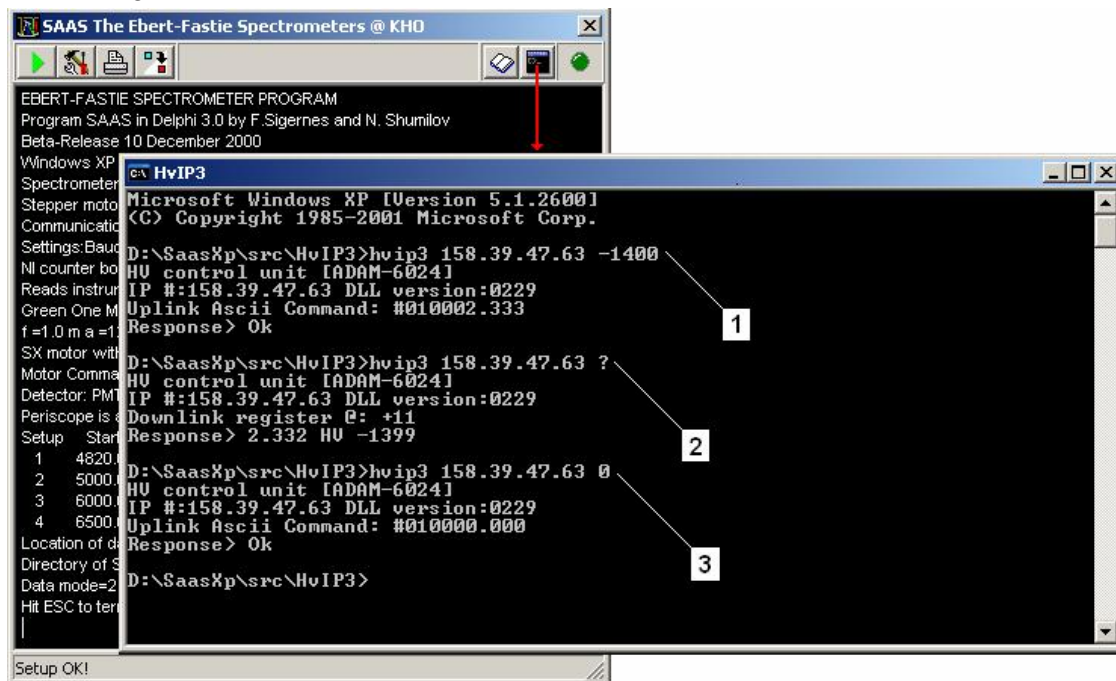 SAAS The Ebert-Fastie Spectrometers @ KHO
EBERT-FASTIE SPECTROMETER PROGRAM
Program SAAS in Delphi 3.0 by F.Sigernes and N. Shumilov
Beta-Release 10 December 2000
Windows XP
Spectrometer
Stepper moto
Communicatio
Settings:Baud
NI counter bo
Reads instrun
Green One M
f =1.0 m a =1
SX motor with
Motor Comma
Detector: PMT
Periscope is a
Setup Start
1 4820.
2 5000.
3 6000.
4 6500.
Location of da
Directory of S
Data mode=2
Hit ESC to ter
Setup OK!
HvIP3
Microsoft Windows XP [Version 5.1.2600]
(C) Copyright 1985-2001 Microsoft Corp.
D:\SaasXp\src\HvIP3>hvip3 158.39.47.63 -1400
HV control unit [ADAM-6024]
IP #:158.39.47.63 DLL version:0229
Uplink Ascii Command: #010002.333
Response> Ok
1
D:\SaasXp\src\HvIP3>hvip3 158.39.47.63 ?
HV control unit [ADAM-6024]
IP #:158.39.47.63 DLL version:0229
Downlink register @: +11
Response> 2.332 HV -1399
2
D:\SaasXp\src\HvIP3>hvip3 158.39.47.63 0
HV control unit [ADAM-6024]
IP #:158.39.47.63 DLL version:0229
Uplink Ascii Command: #010000.000
Response> Ok
3
D:\SaasXp\src\HvIP3>